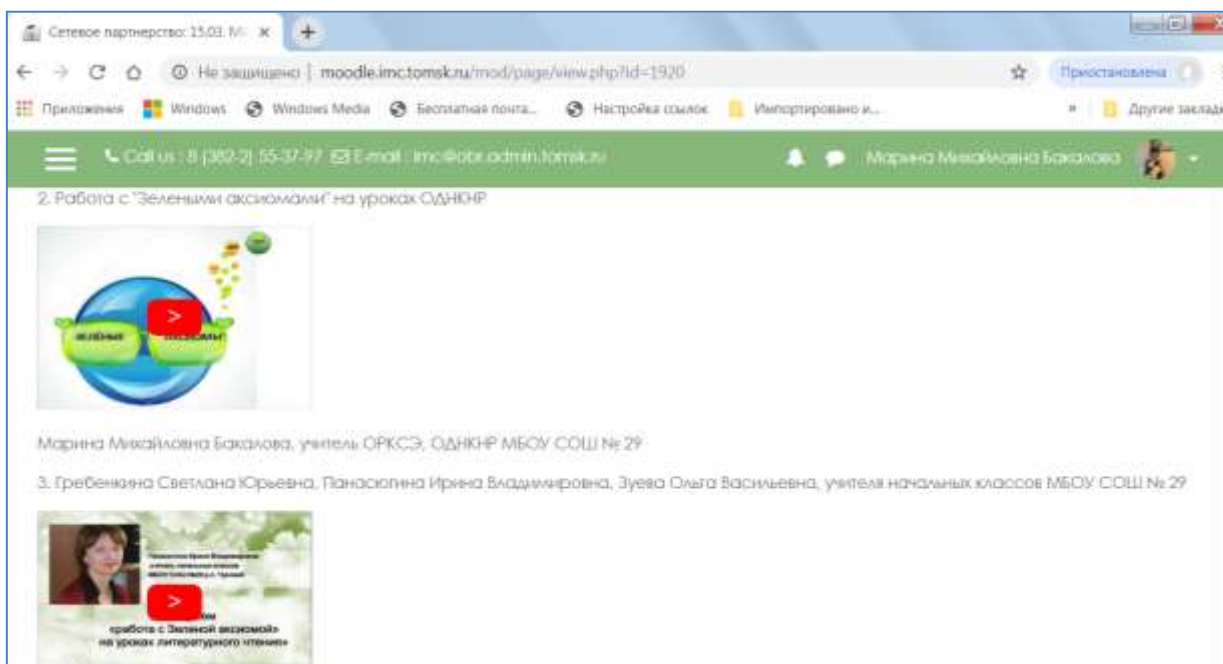 Сетевое партнерство: 15.03. М
Не защищено | moodle.imc.tomsk.ru/mod/page/view.php?id=1920
Приостановлена
Приложения Windows Windows Media Бесплатная почта... Настройка ссылок Импортировано и... » Другие заклад
Call us : 8 (382-2) 55-37-97 E-mail : imc@obr.admin.tomsk.ru Марина Михайловна Бакалова
2. Работа с "Зелеными аксиомами" на уроках ОДНКНР
ЗЕЛЁНЫЕ АКСИОМЫ
Марина Михайловна Бакалова, учитель ОРКСЭ, ОДНКНР МБОУ СОШ № 29
3. Гребенкина Светлана Юрьевна, Панасюгина Ирина Владимировна, Зуева Ольга Васильевна, учителя начальных классов МБОУ СОШ № 29
«работа с Зеленой аксиомой»
на уроках литературного чтения»